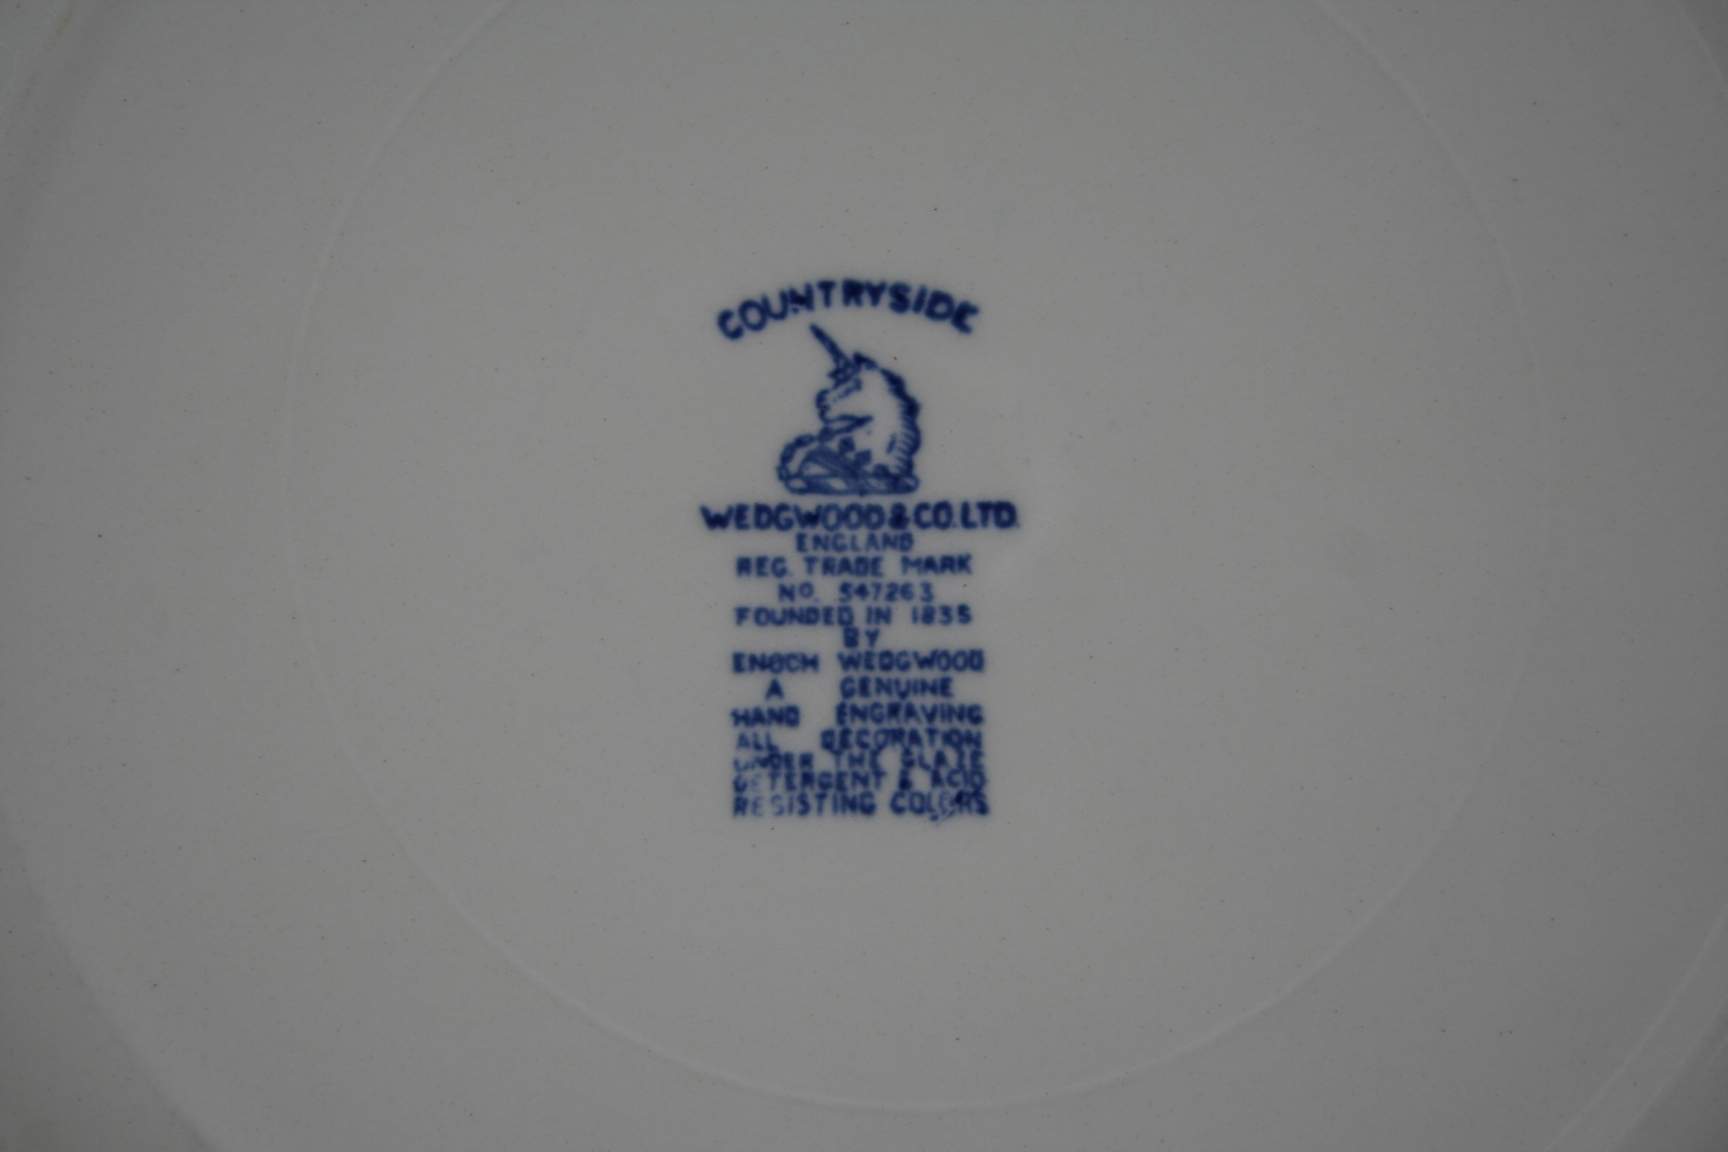 COUNTRYSIDE
WEDGWOOD & CO. LTD.
ENGLAND
REG. TRADE MARK
NO. 547263
FOUNDED IN 1835
BY
ENOCH WEDGWOOD
A GENUINE
HAND ENGRAVING
ALL DECORATION
UNDER THE GLAZE
DETERGENT & ACID
RESISTING COLORS